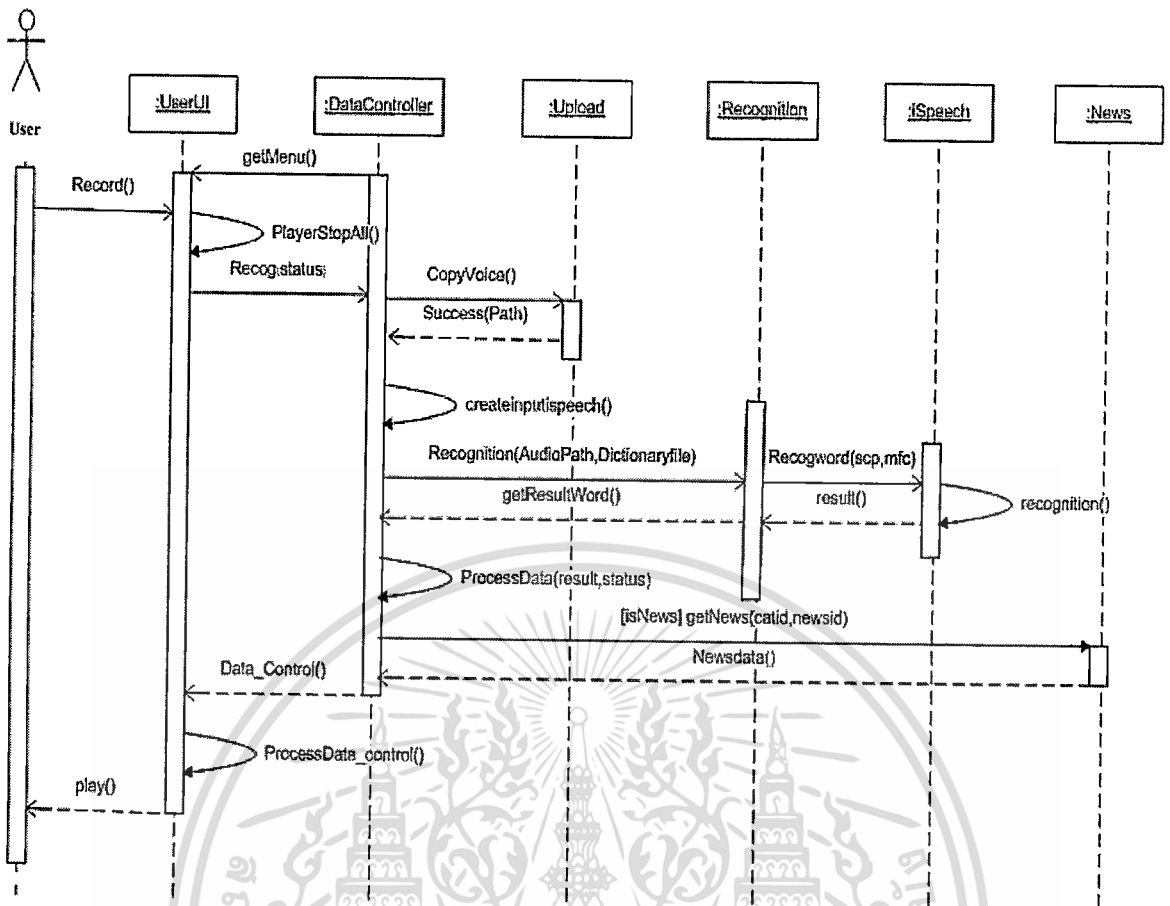 :UserUI
:DataController
:Upload
:Recognition
:iSpeech
:News
User
getMenu()
Record()
PlayerStopAll()
Recog(status)
CopyVoice()
Success(Path)
createinputispeech()
Recognition(AudioPath,Dictionaryfile)
Recogword(scp,mfc)
getResultWord()
result()
recognition()
ProcessData(result,status)
[isNews] getNews(catid,newsid)
Newsdata()
Data_Control()
ProcessData_control()
play()